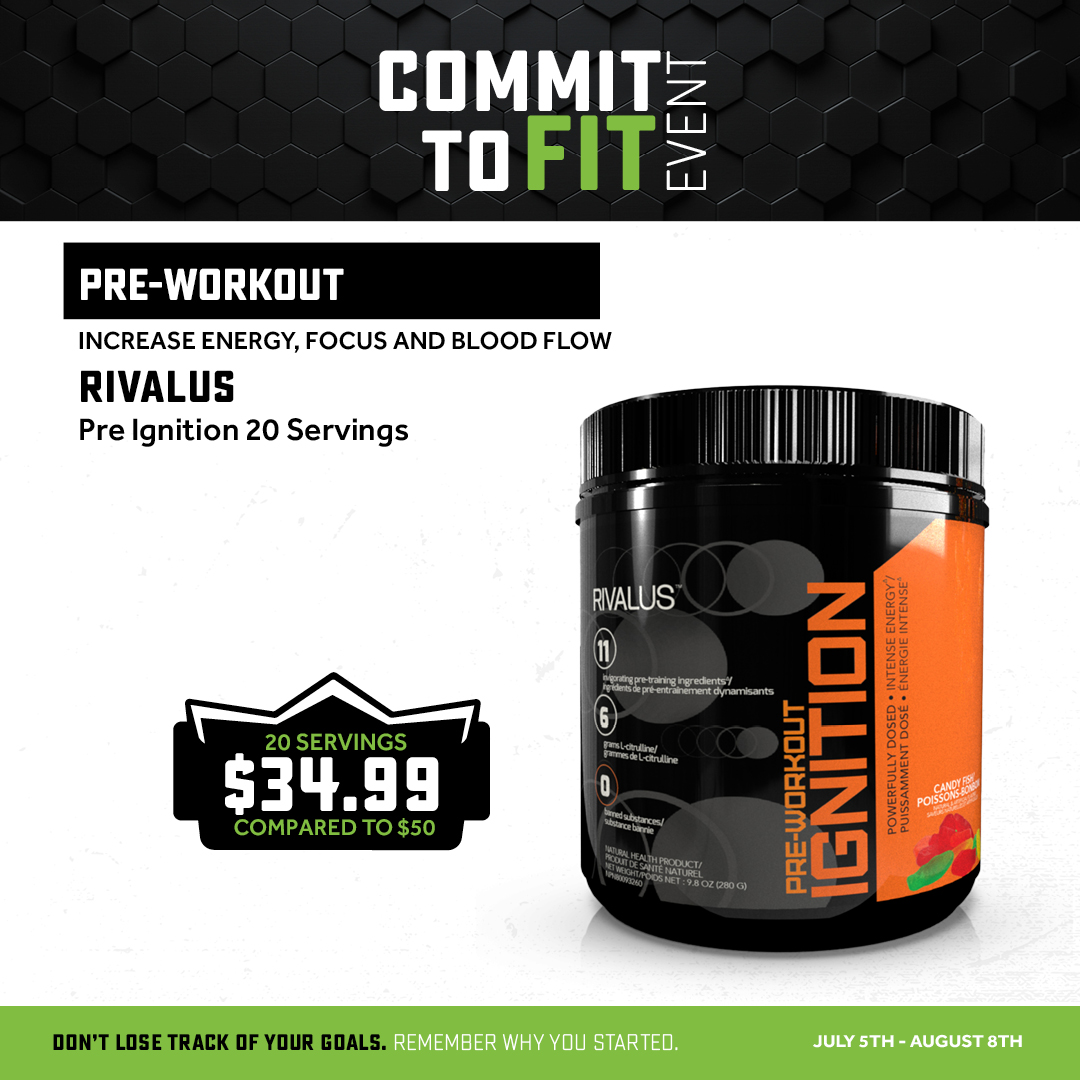 COMMIT
TO FIT
EVENT
PRE-WORKOUT
INCREASE ENERGY, FOCUS AND BLOOD FLOW
RIVALUS
Pre Ignition 20 Servings
20 SERVINGS
$34.99
COMPARED TO $50
RIVALUS™
11
invigorating pre-training ingredients/
ingrédients de pré-entraînement dynamisants
6
grams L-citrulline/
grammes de L-citrulline
0
banned substances/
substance bannie
NATURAL HEALTH PRODUCT/
PRODUIT DE SANTÉ NATUREL
NET WEIGHT/POIDS NET : 9.8 OZ (280 G)
NPN80093260
PRE-WORKOUT
IGNITION
POWERFULLY DOSED • INTENSE ENERGY/
PUISSAMMENT DOSÉ • ÉNERGIE INTENSE
CANDY FISH/
POISSONS-BONBONS
DON'T LOSE TRACK OF YOUR GOALS. REMEMBER WHY YOU STARTED.
JULY 5TH - AUGUST 8TH